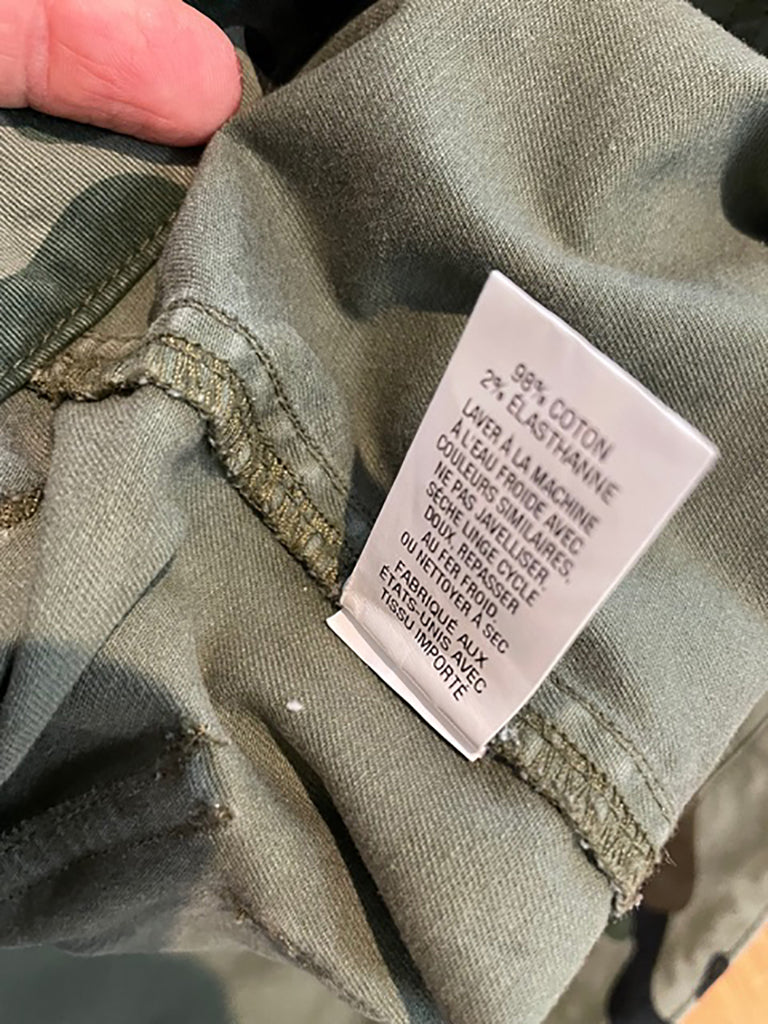 98% COTON
2% ÉLASTHANNE
LAVER À LA MACHINE
À L'EAU FROIDE AVEC
COULEURS SIMILAIRES,
NE PAS JAVELLISER,
SÈCHE LINGE CYCLE
DOUX, REPASSER
AU FER FROID
OU NETTOYER À SEC
FABRIQUÉ AUX
ÉTATS-UNIS AVEC
TISSU IMPORTÉ